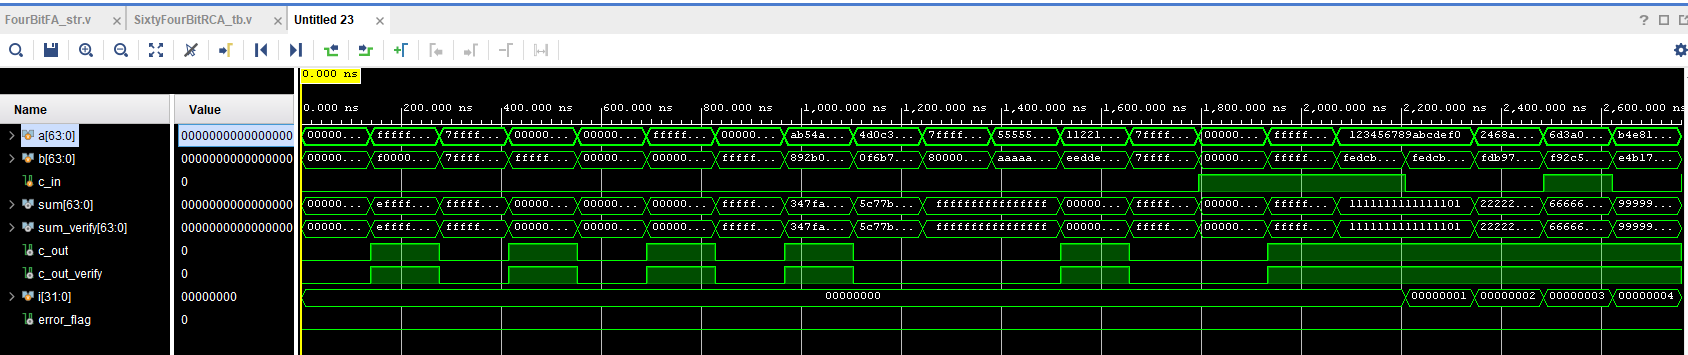 FourBitFA_str.v × SixtyFourBitRCA_tb.v × Untitled 23 ×
?
0.000 ns
Name Value
0.000 ns 200.000 ns 400.000 ns 600.000 ns 800.000 ns 1,000.000 ns 1,200.000 ns 1,400.000 ns 1,600.000 ns 1,800.000 ns 2,000.000 ns 2,200.000 ns 2,400.000 ns 2,600.000 ns
a[63:0] 0000000000000000 00000... fffff... 7ffff... 00000... 00000... fffff... 00000... ab54a... 4d0c3... 7ffff... 55555... 11221... 7ffff... 00000... fffff... 123456789abcdef0 2468a... 6d3a0... b4e81...
b[63:0] 0000000000000000 00000... f0000... 7ffff... fffff... 00000... 00000... fffff... 892b0... 0f6b7... 80000... aaaaa... eedde... 7ffff... 00000... fffff... fedcb... fedcb... fdb97... f92c5... e4b17...
c_in 0
sum[63:0] 0000000000000000 00000... effff... fffff... 00000... 00000... 00000... fffff... 347fa... 5c77b... ffffffffffffffff 00000... fffff... 00000... fffff... 1111111111111101 22222... 66666... 99999...
sum_verify[63:0] 0000000000000000 00000... effff... fffff... 00000... 00000... 00000... fffff... 347fa... 5c77b... ffffffffffffffff 00000... fffff... 00000... fffff... 1111111111111101 22222... 66666... 99999...
c_out 0
c_out_verify 0
i[31:0] 00000000 00000000 00000001 00000002 00000003 00000004
error_flag 0